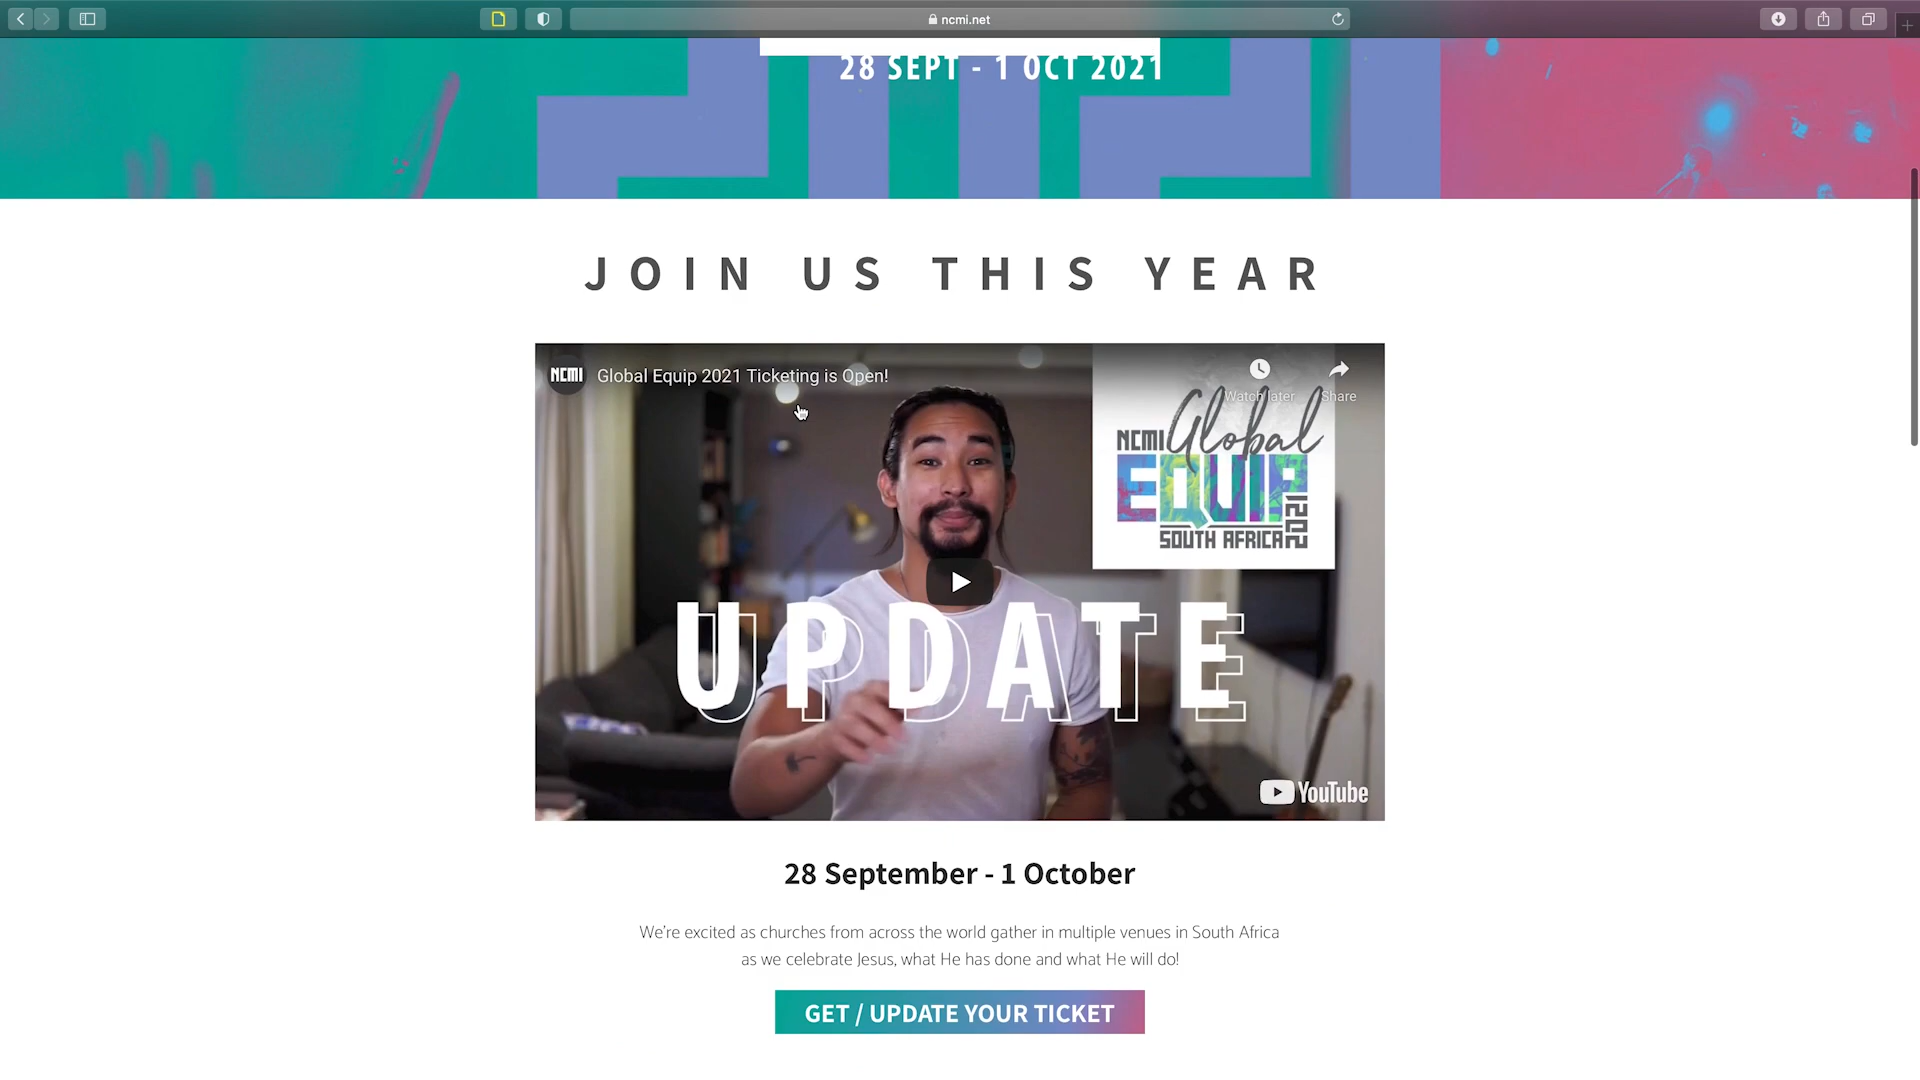 ncmi.net
28 SEPT - 1 OCT 2021
JOIN US THIS YEAR
NCMI
Global Equip 2021 Ticketing is Open!
Watch later
Share
NCMI Global
EQUIP
2021
SOUTH AFRICA
UPDATE
YouTube
28 September - 1 October
We're excited as churches from across the world gather in multiple venues in South Africa
as we celebrate Jesus, what He has done and what He will do!
GET / UPDATE YOUR TICKET